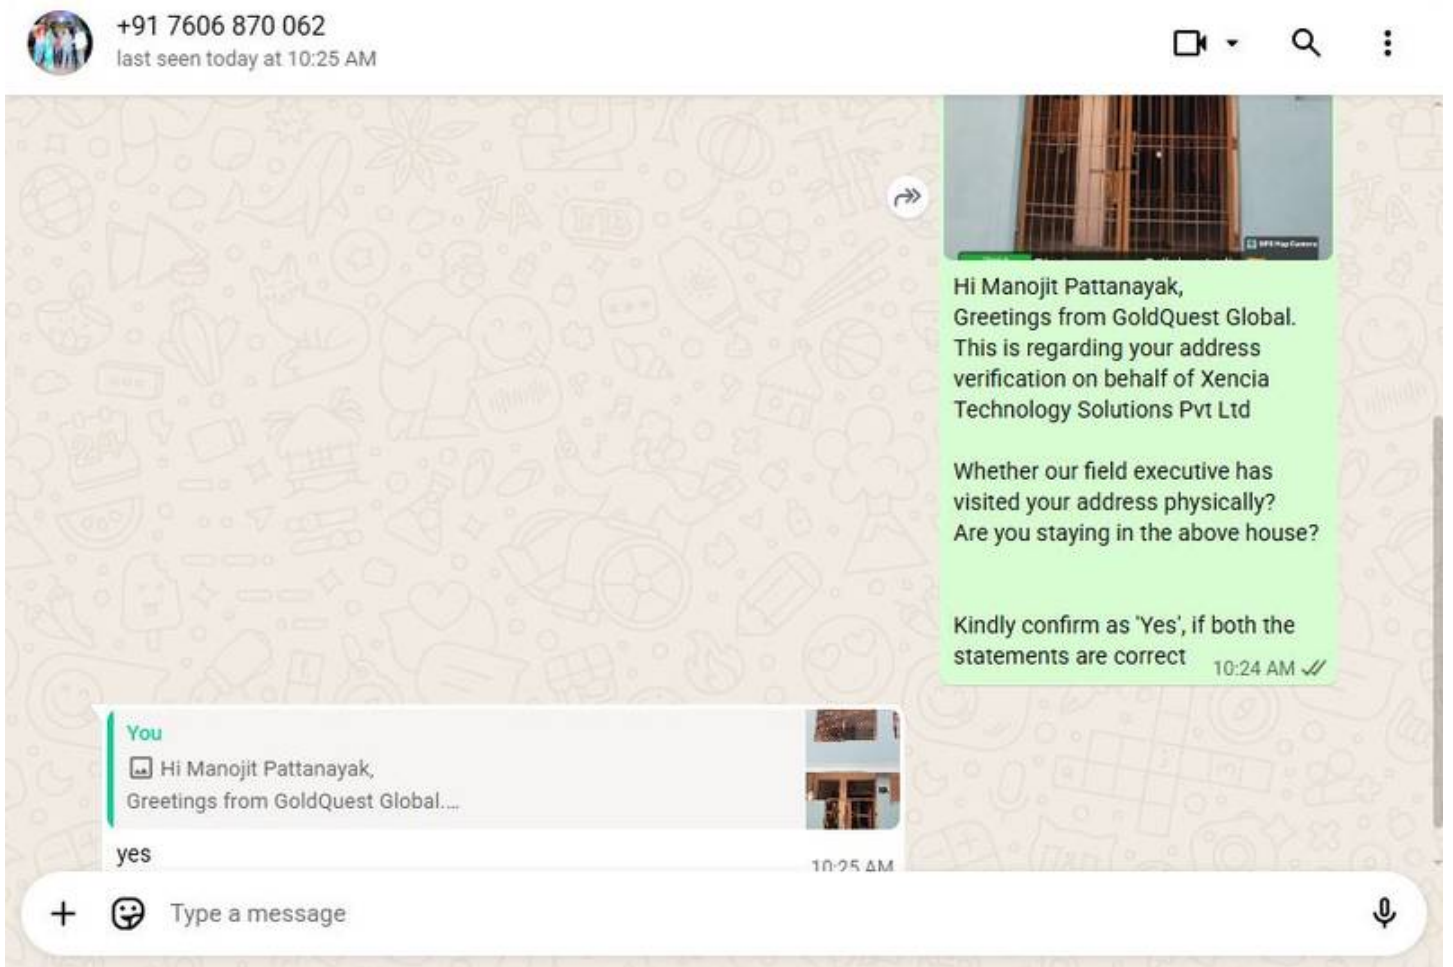 +91 7606 870 062
last seen today at 10:25 AM
GPS Map Camera
Hi Manojit Pattanayak,
Greetings from GoldQuest Global.
This is regarding your address
verification on behalf of Xencia
Technology Solutions Pvt Ltd
Whether our field executive has
visited your address physically?
Are you staying in the above house?
Kindly confirm as 'Yes', if both the
statements are correct
10:24 AM
You
Hi Manojit Pattanayak,
Greetings from GoldQuest Global....
yes
10:25 AM
Type a message